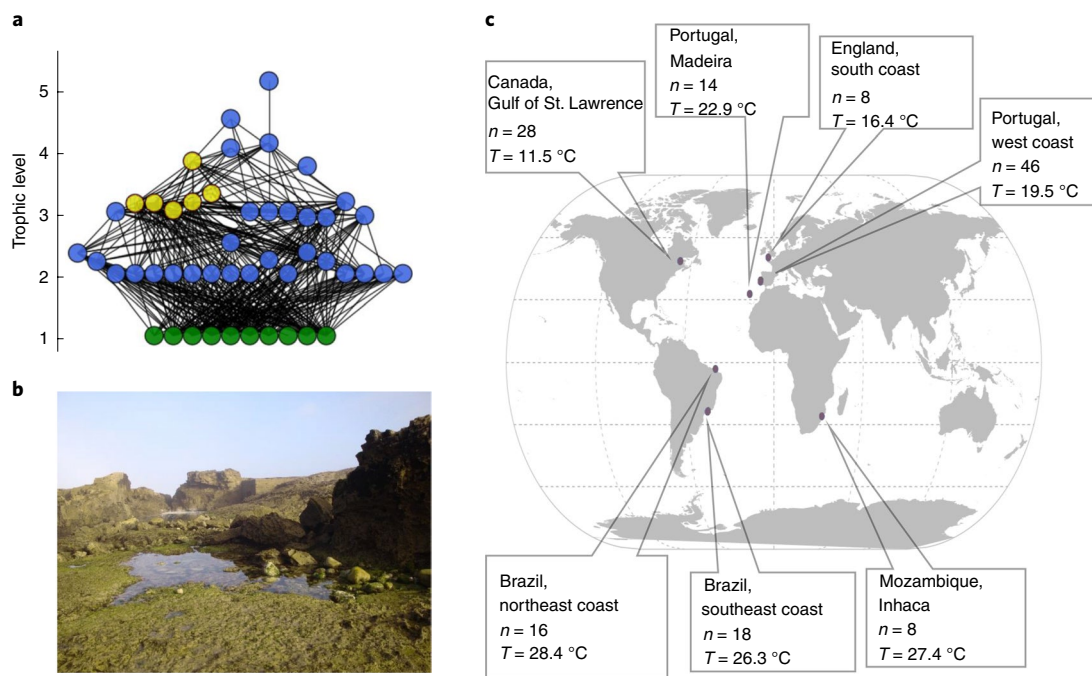 a
5
4
3
2
1
Trophic level
b
c
Canada,
Gulf of St. Lawrence
n = 28
T = 11.5 °C
Portugal,
Madeira
n = 14
T = 22.9 °C
England,
south coast
n = 8
T = 16.4 °C
Portugal,
west coast
n = 46
T = 19.5 °C
Brazil,
northeast coast
n = 16
T = 28.4 °C
Brazil,
southeast coast
n = 18
T = 26.3 °C
Mozambique,
Inhaca
n = 8
T = 27.4 °C